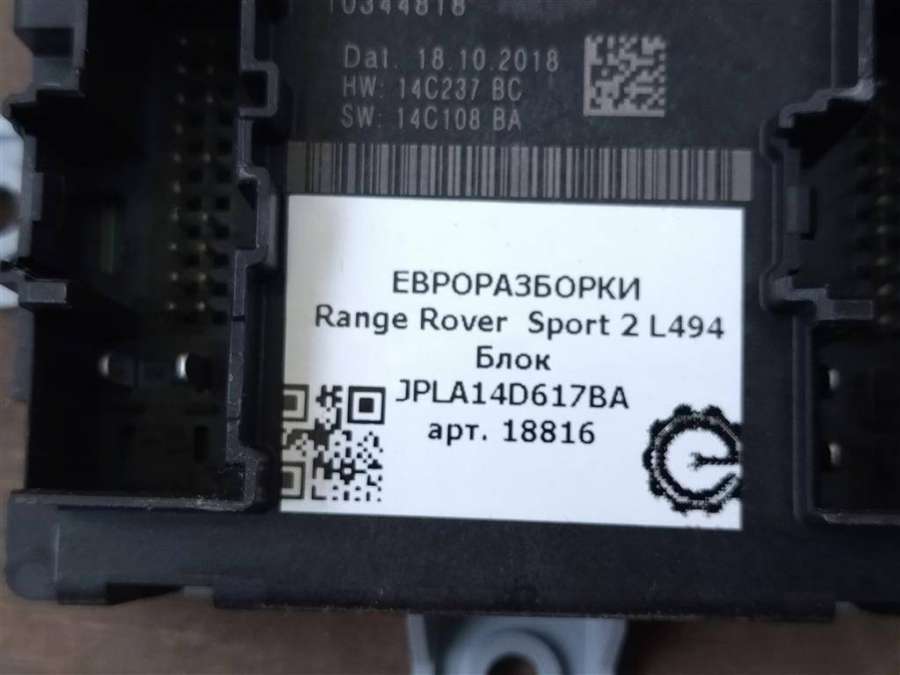 10344818
Dat. 18.10.2018
HW: 14C237 BC
SW: 14C108 BA
ЕВРОРАЗБОРКИ
Range Rover Sport 2 L494
Блок
JPLA14D617BA
арт. 18816